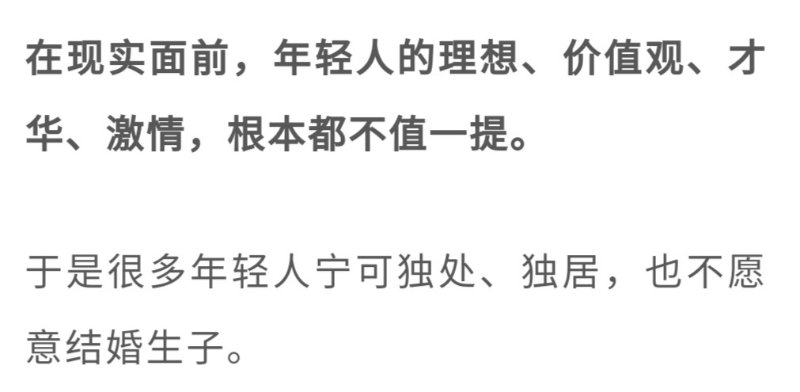 在现实面前，年轻人的理想、价值观、才
华、激情，根本都不值一提。
于是很多年轻人宁可独处、独居，也不愿
意结婚生子。